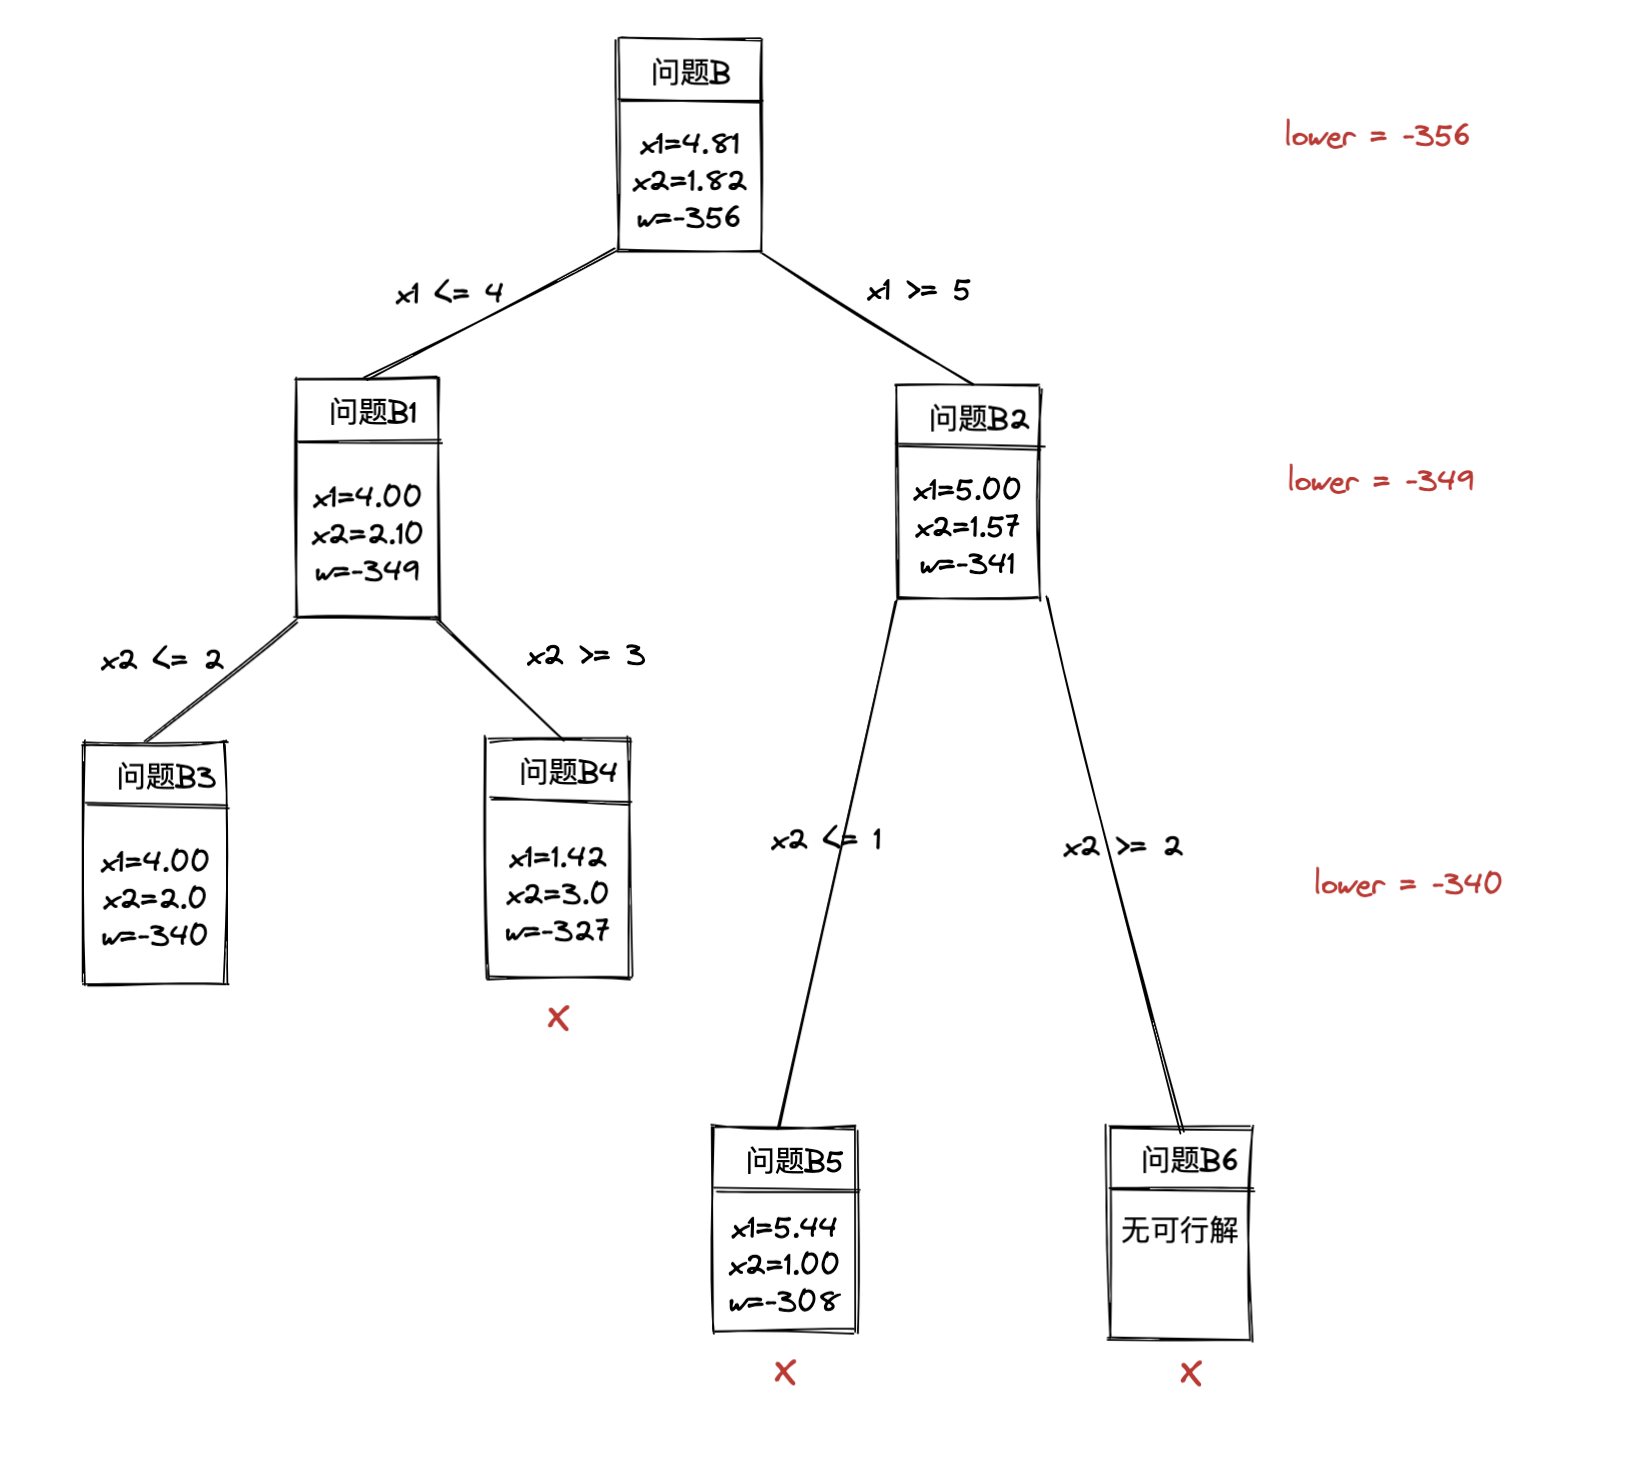 问题B
x1=4.81
x2=1.82
w=-356
lower = -356
x1 <= 4
x1 >= 5
问题B1
x1=4.00
x2=2.10
w=-349
问题B2
x1=5.00
x2=1.57
w=-341
lower = -349
x2 <= 2
x2 >= 3
问题B3
x1=4.00
x2=2.0
w=-340
问题B4
x1=1.42
x2=3.0
w=-327
x
x2 <= 1
x2 >= 2
lower = -340
问题B5
x1=5.44
x2=1.00
w=-308
x
问题B6
无可行解
x